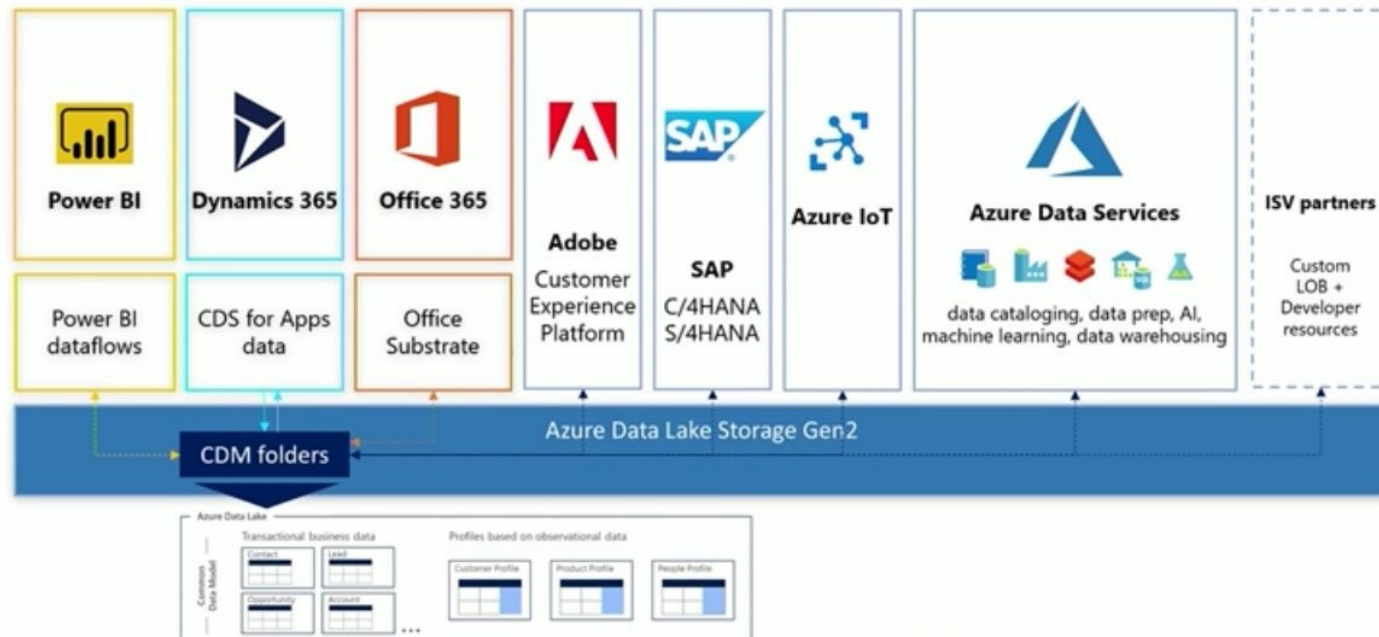 Power BI
Dynamics 365
Office 365
Adobe
Customer
Experience
Platform
SAP
SAP
C/4HANA
S/4HANA
Azure IoT
Azure Data Services
data cataloging, data prep, AI,
machine learning, data warehousing
ISV partners
Custom
LOB +
Developer
resources
Power BI
dataflows
CDS for Apps
data
Office
Substrate
Azure Data Lake Storage Gen2
CDM folders
Azure Data Lake
Common
Data Model
Transactional business data
Contact
Lead
Opportunity
Account
...
Profiles based on observational data
Customer Profile
Product Profile
People Profile